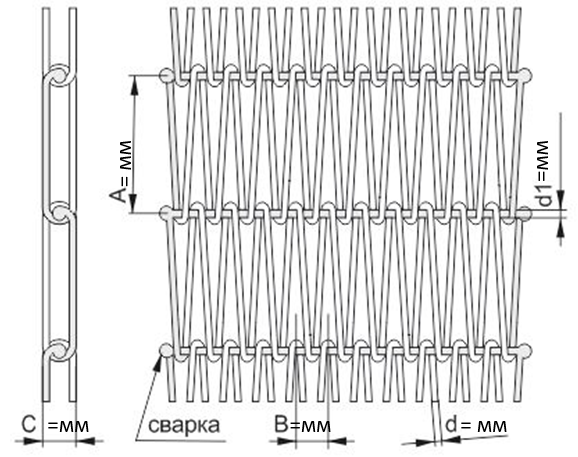 A= мм
d1=мм
C =мм
сварка
B=мм
d= мм